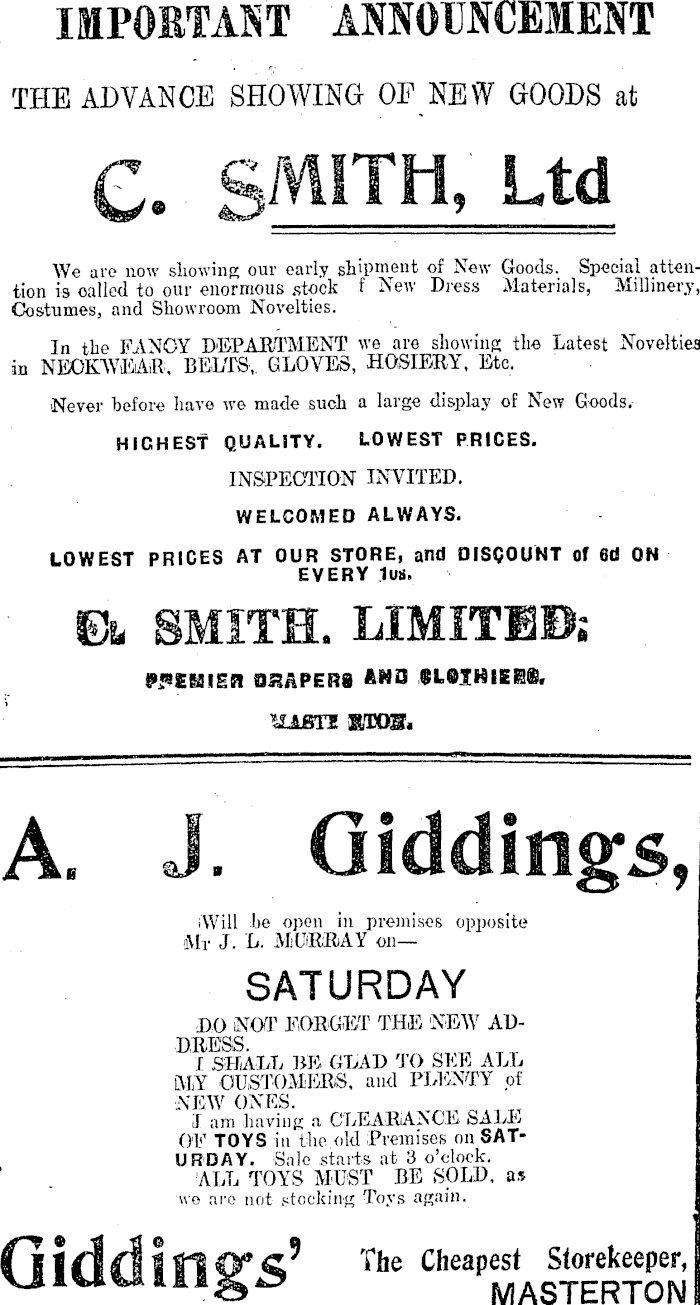 IMPORTANT ANNOUNCEMENT
THE ADVANCE SHOWING OF NEW GOODS at
C. SMITH, Ltd
We are now showing our early shipment of New Goods. Special atten-
tion is called to our enormous stock f New Dress Materials, Millinery,
Costumes, and Showroom Novelties.
In the FANCY DEPARTMENT we are showing the Latest Novelties
in NECKWEAR, BELTS, GLOVES, HOSIERY, Etc.
Never before have we made such a large display of New Goods.
HIGHEST QUALITY. LOWEST PRICES.
INSPECTION INVITED.
WELCOMED ALWAYS.
LOWEST PRICES AT OUR STORE, and DISCOUNT of 6d ON
EVERY 1us.
C. SMITH. LIMITED;
PREMIER DRAPERS AND CLOTHIERS.
MASTE RTON.
A. J. Giddings,
Will be open in premises opposite
Mr J. L. MURRAY on—
SATURDAY
DO NOT FORGET THE NEW AD-
DRESS.
I SHALL BE GLAD TO SEE ALL
MY CUSTOMERS, and PLENTY of
NEW ONES.
I am having a CLEARANCE SALE
OF TOYS in the old Premises on SAT-
URDAY. Sale starts at 3 o'clock.
ALL TOYS MUST BE SOLD, as
we are not stocking Toys again.
Giddings' The Cheapest Storekeeper,
MASTERTON